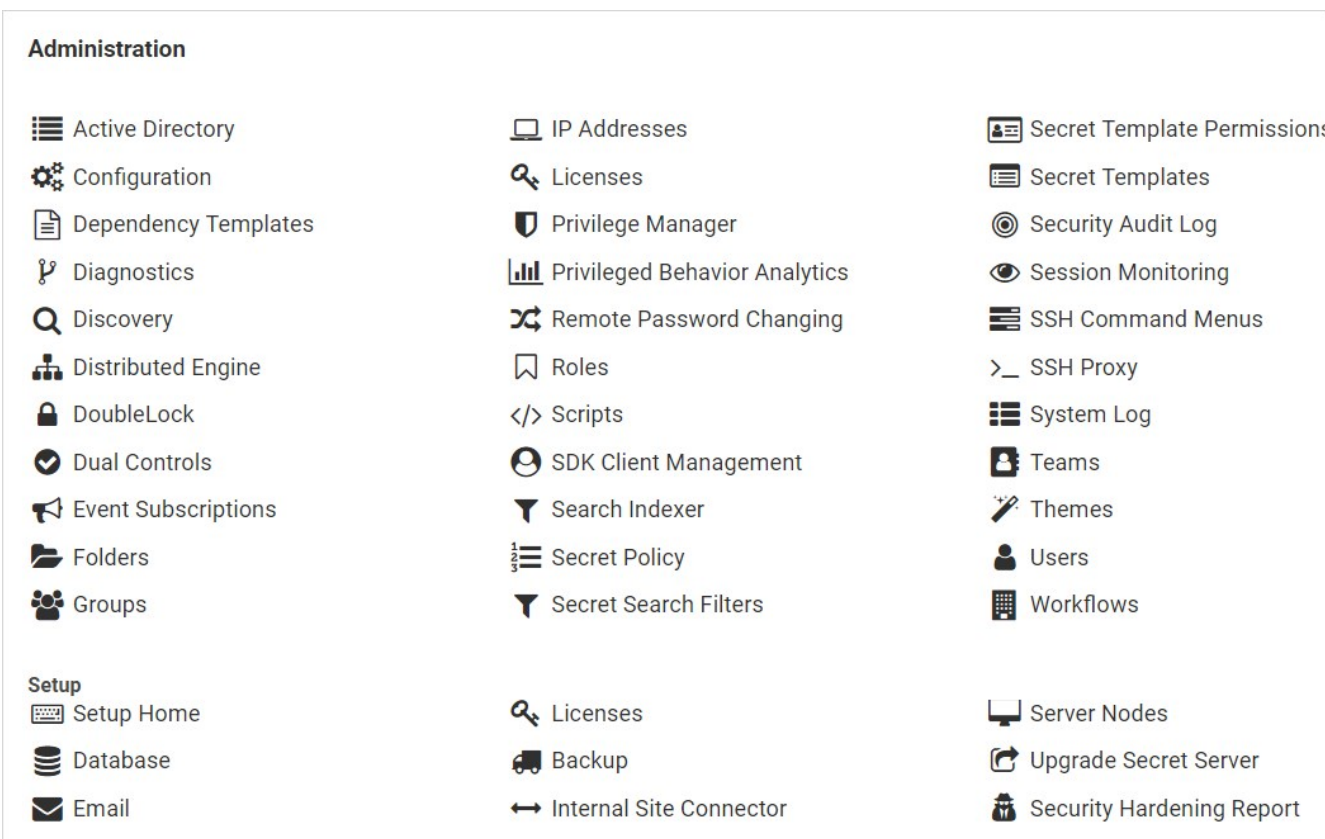 Administration
Active Directory
IP Addresses
Secret Template Permissions
Configuration
Licenses
Secret Templates
Dependency Templates
Privilege Manager
Security Audit Log
Diagnostics
Privileged Behavior Analytics
Session Monitoring
Discovery
Remote Password Changing
SSH Command Menus
Distributed Engine
Roles
SSH Proxy
DoubleLock
Scripts
System Log
Dual Controls
SDK Client Management
Teams
Event Subscriptions
Search Indexer
Themes
Folders
Secret Policy
Users
Groups
Secret Search Filters
Workflows
Setup
Setup Home
Licenses
Server Nodes
Database
Backup
Upgrade Secret Server
Email
Internal Site Connector
Security Hardening Report